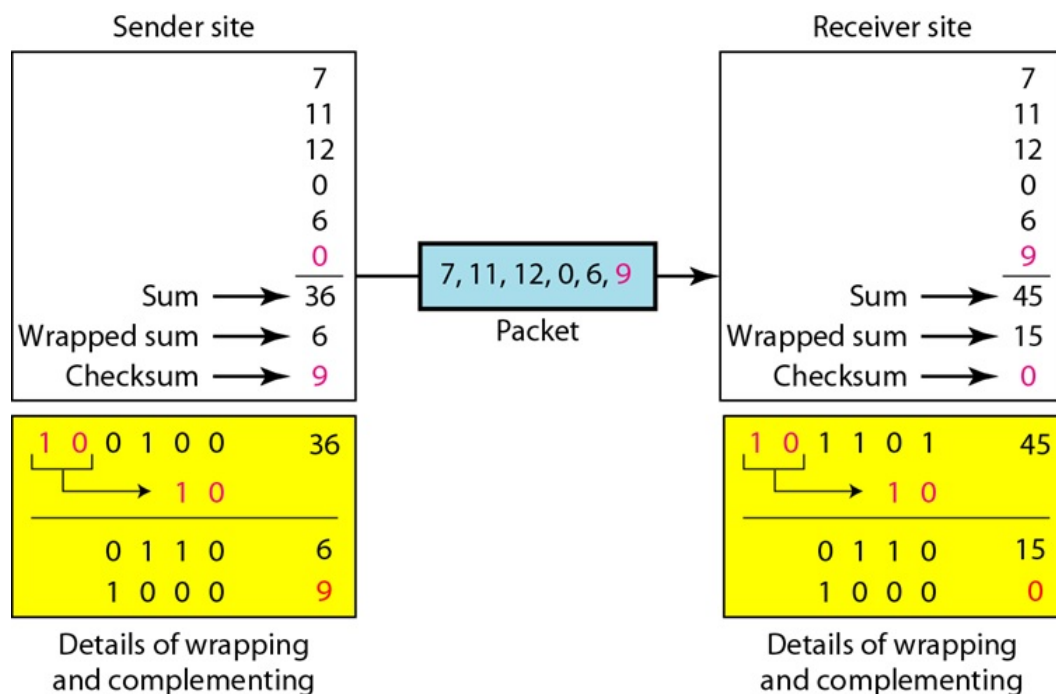 Sender site
7
11
12
0
6
0
Sum 36
Wrapped sum 6
Checksum 9
1 0 0 1 0 0 36
1 0
0 1 1 0 6
1 0 0 0 9
Details of wrapping
and complementing
7, 11, 12, 0, 6, 9
Packet
Receiver site
7
11
12
0
6
9
Sum 45
Wrapped sum 15
Checksum 0
1 0 1 1 0 1 45
1 0
0 1 1 0 15
1 0 0 0 0
Details of wrapping
and complementing